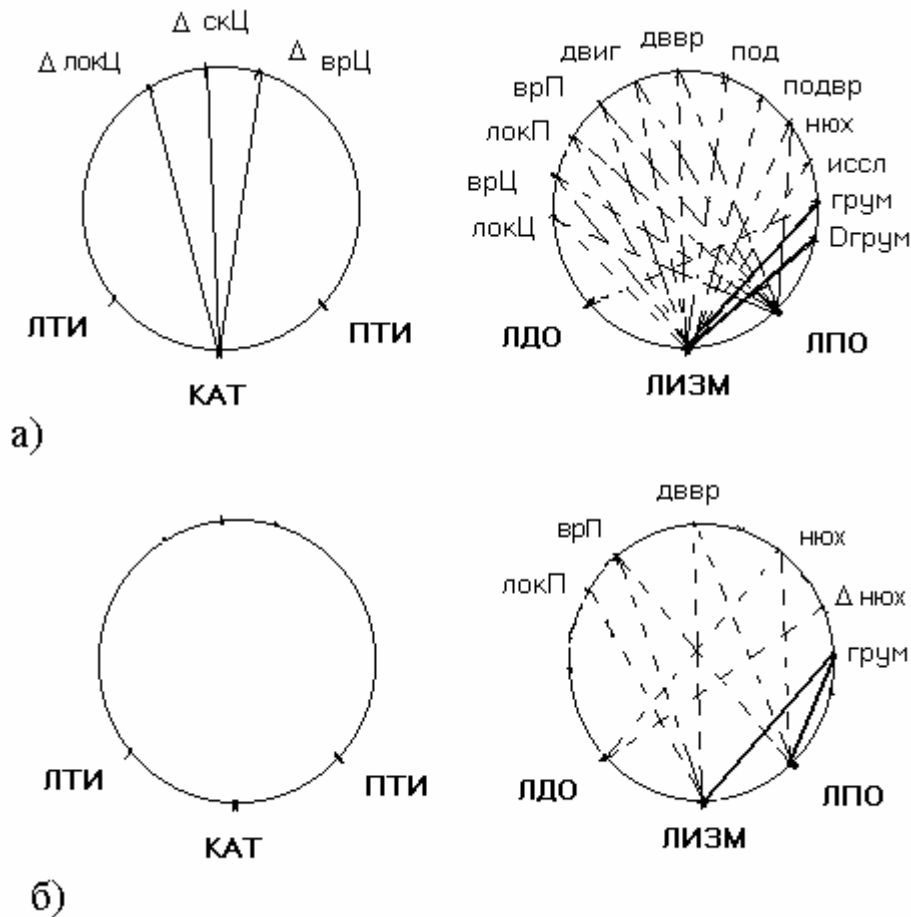 Δ локЦ
Δ скЦ
Δ врЦ
ЛТИ
ПТИ
КАТ
локЦ
врЦ
локП
врП
двиг
дввр
под
подвр
нюх
иссл
грум
Dгрум
ЛДО
ЛПО
ЛИЗМ
а)
ЛТИ
ПТИ
КАТ
локП
врП
дввр
нюх
Δ нюх
грум
ЛДО
ЛПО
ЛИЗМ
б)